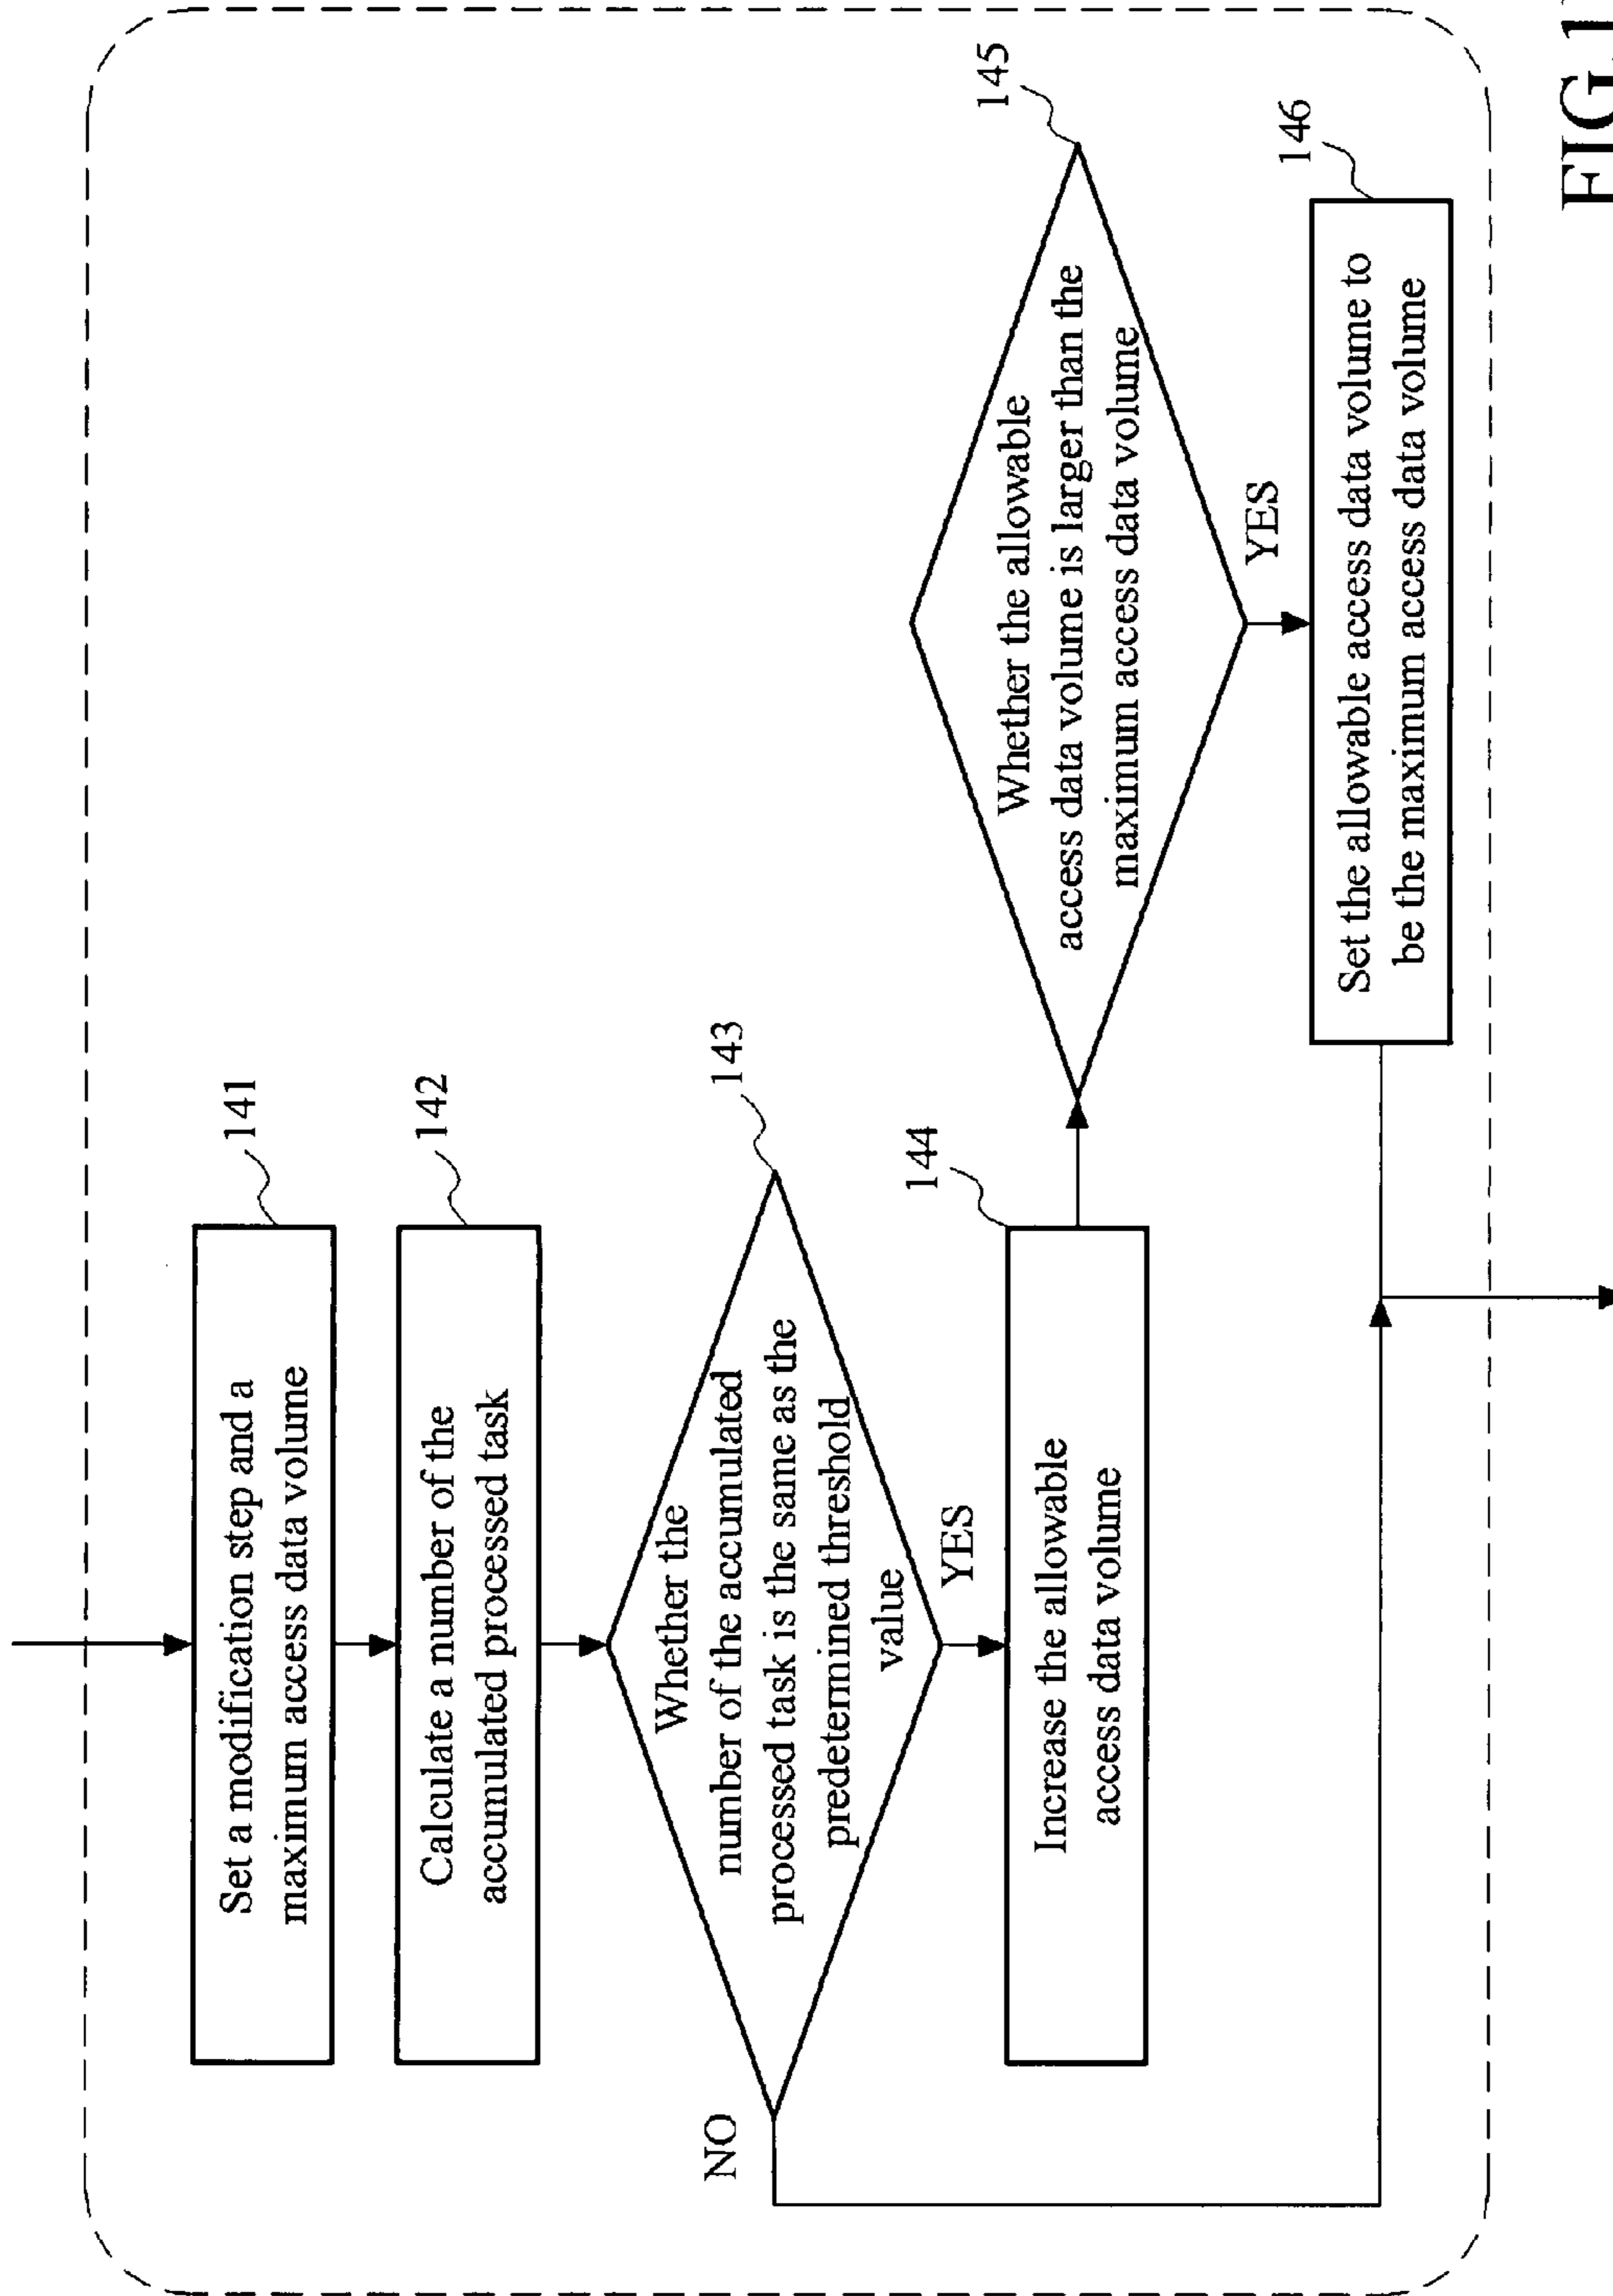 Set a modification step and a
maximum access data volume
141
Calculate a number of the
accumulated processed task
142
Whether the
number of the accumulated
processed task is the same as the
predetermined threshold
value
143
NO
YES
Increase the allowable
access data volume
144
Whether the allowable
access data volume is larger than the
maximum access data volume
145
YES
Set the allowable access data volume to
be the maximum access data volume
146